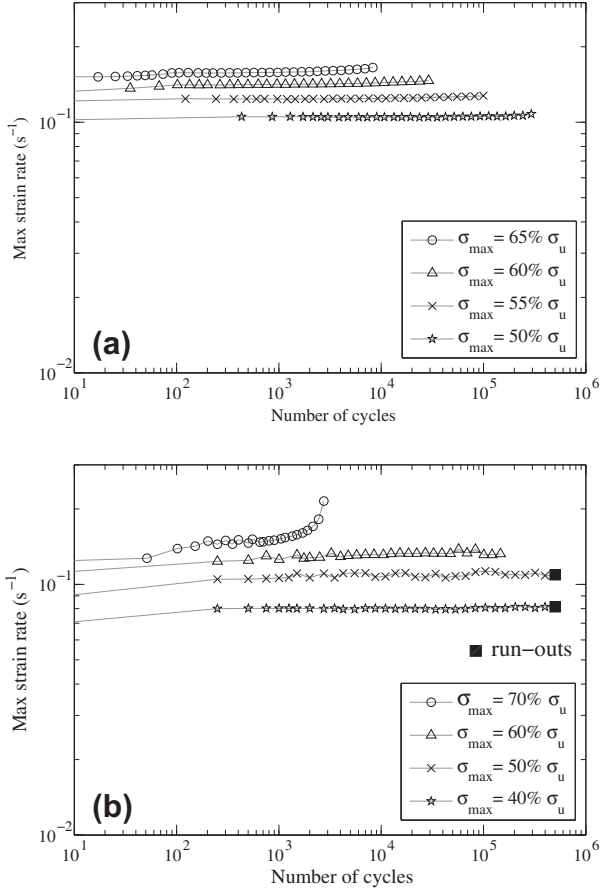 10⁻¹
10⁻²
Max strain rate (s⁻¹)
σmax = 65% σu
σmax = 60% σu
σmax = 55% σu
σmax = 50% σu
(a)
10¹ 10² 10³ 10⁴ 10⁵ 10⁶
Number of cycles
10⁻¹
10⁻²
Max strain rate (s⁻¹)
run-outs
σmax = 70% σu
σmax = 60% σu
σmax = 50% σu
σmax = 40% σu
(b)
10¹ 10² 10³ 10⁴ 10⁵ 10⁶
Number of cycles